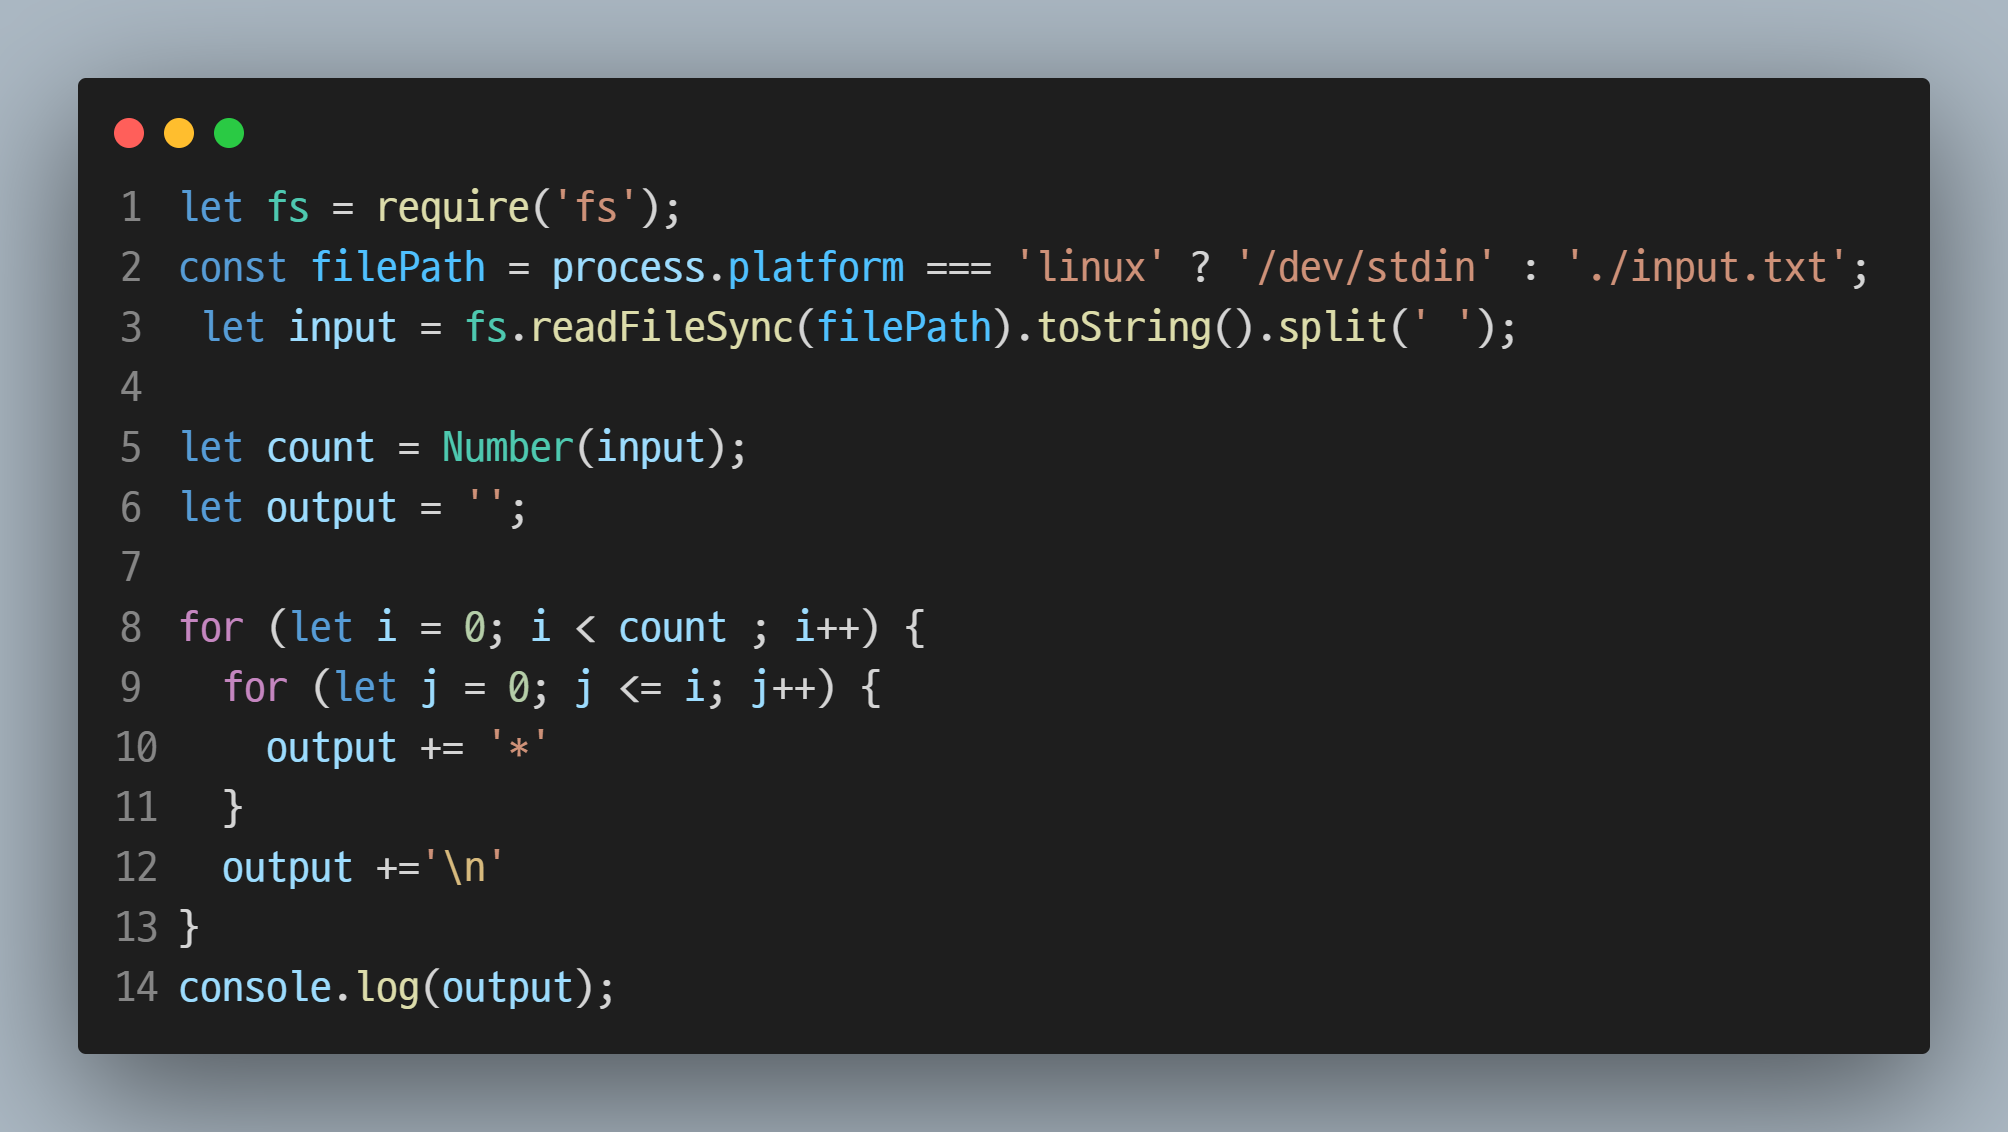 1 let fs = require('fs');
2 const filePath = process.platform === 'linux' ? '/dev/stdin' : './input.txt';
3  let input = fs.readFileSync(filePath).toString().split(' ');
4
5 let count = Number(input);
6 let output = '';
7
8 for (let i = 0; i < count ; i++) {
9   for (let j = 0; j <= i; j++) {
10     output += '*'
11   }
12   output +='\n'
13 }
14 console.log(output);